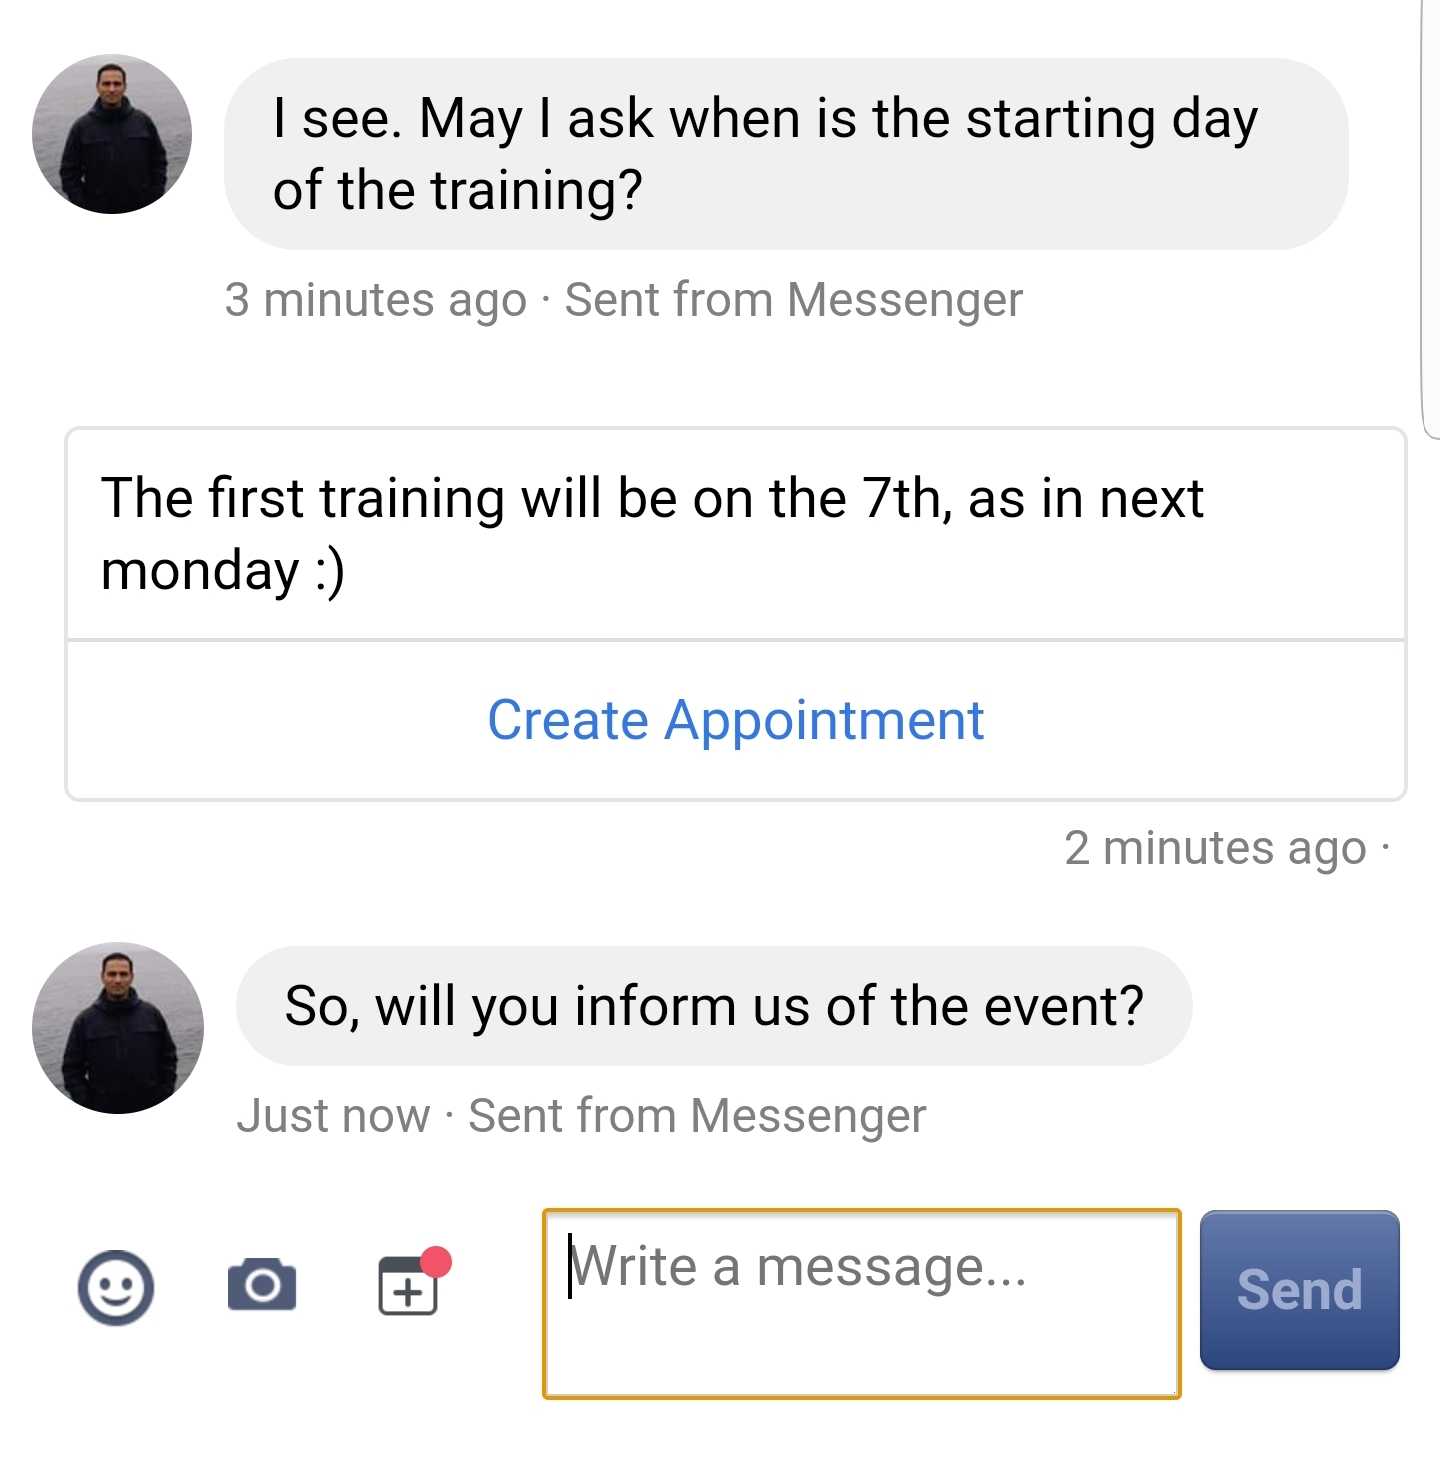 I see. May I ask when is the starting day
of the training?
3 minutes ago · Sent from Messenger
The first training will be on the 7th, as in next
monday :)
Create Appointment
2 minutes ago ·
So, will you inform us of the event?
Just now · Sent from Messenger
Write a message...
Send